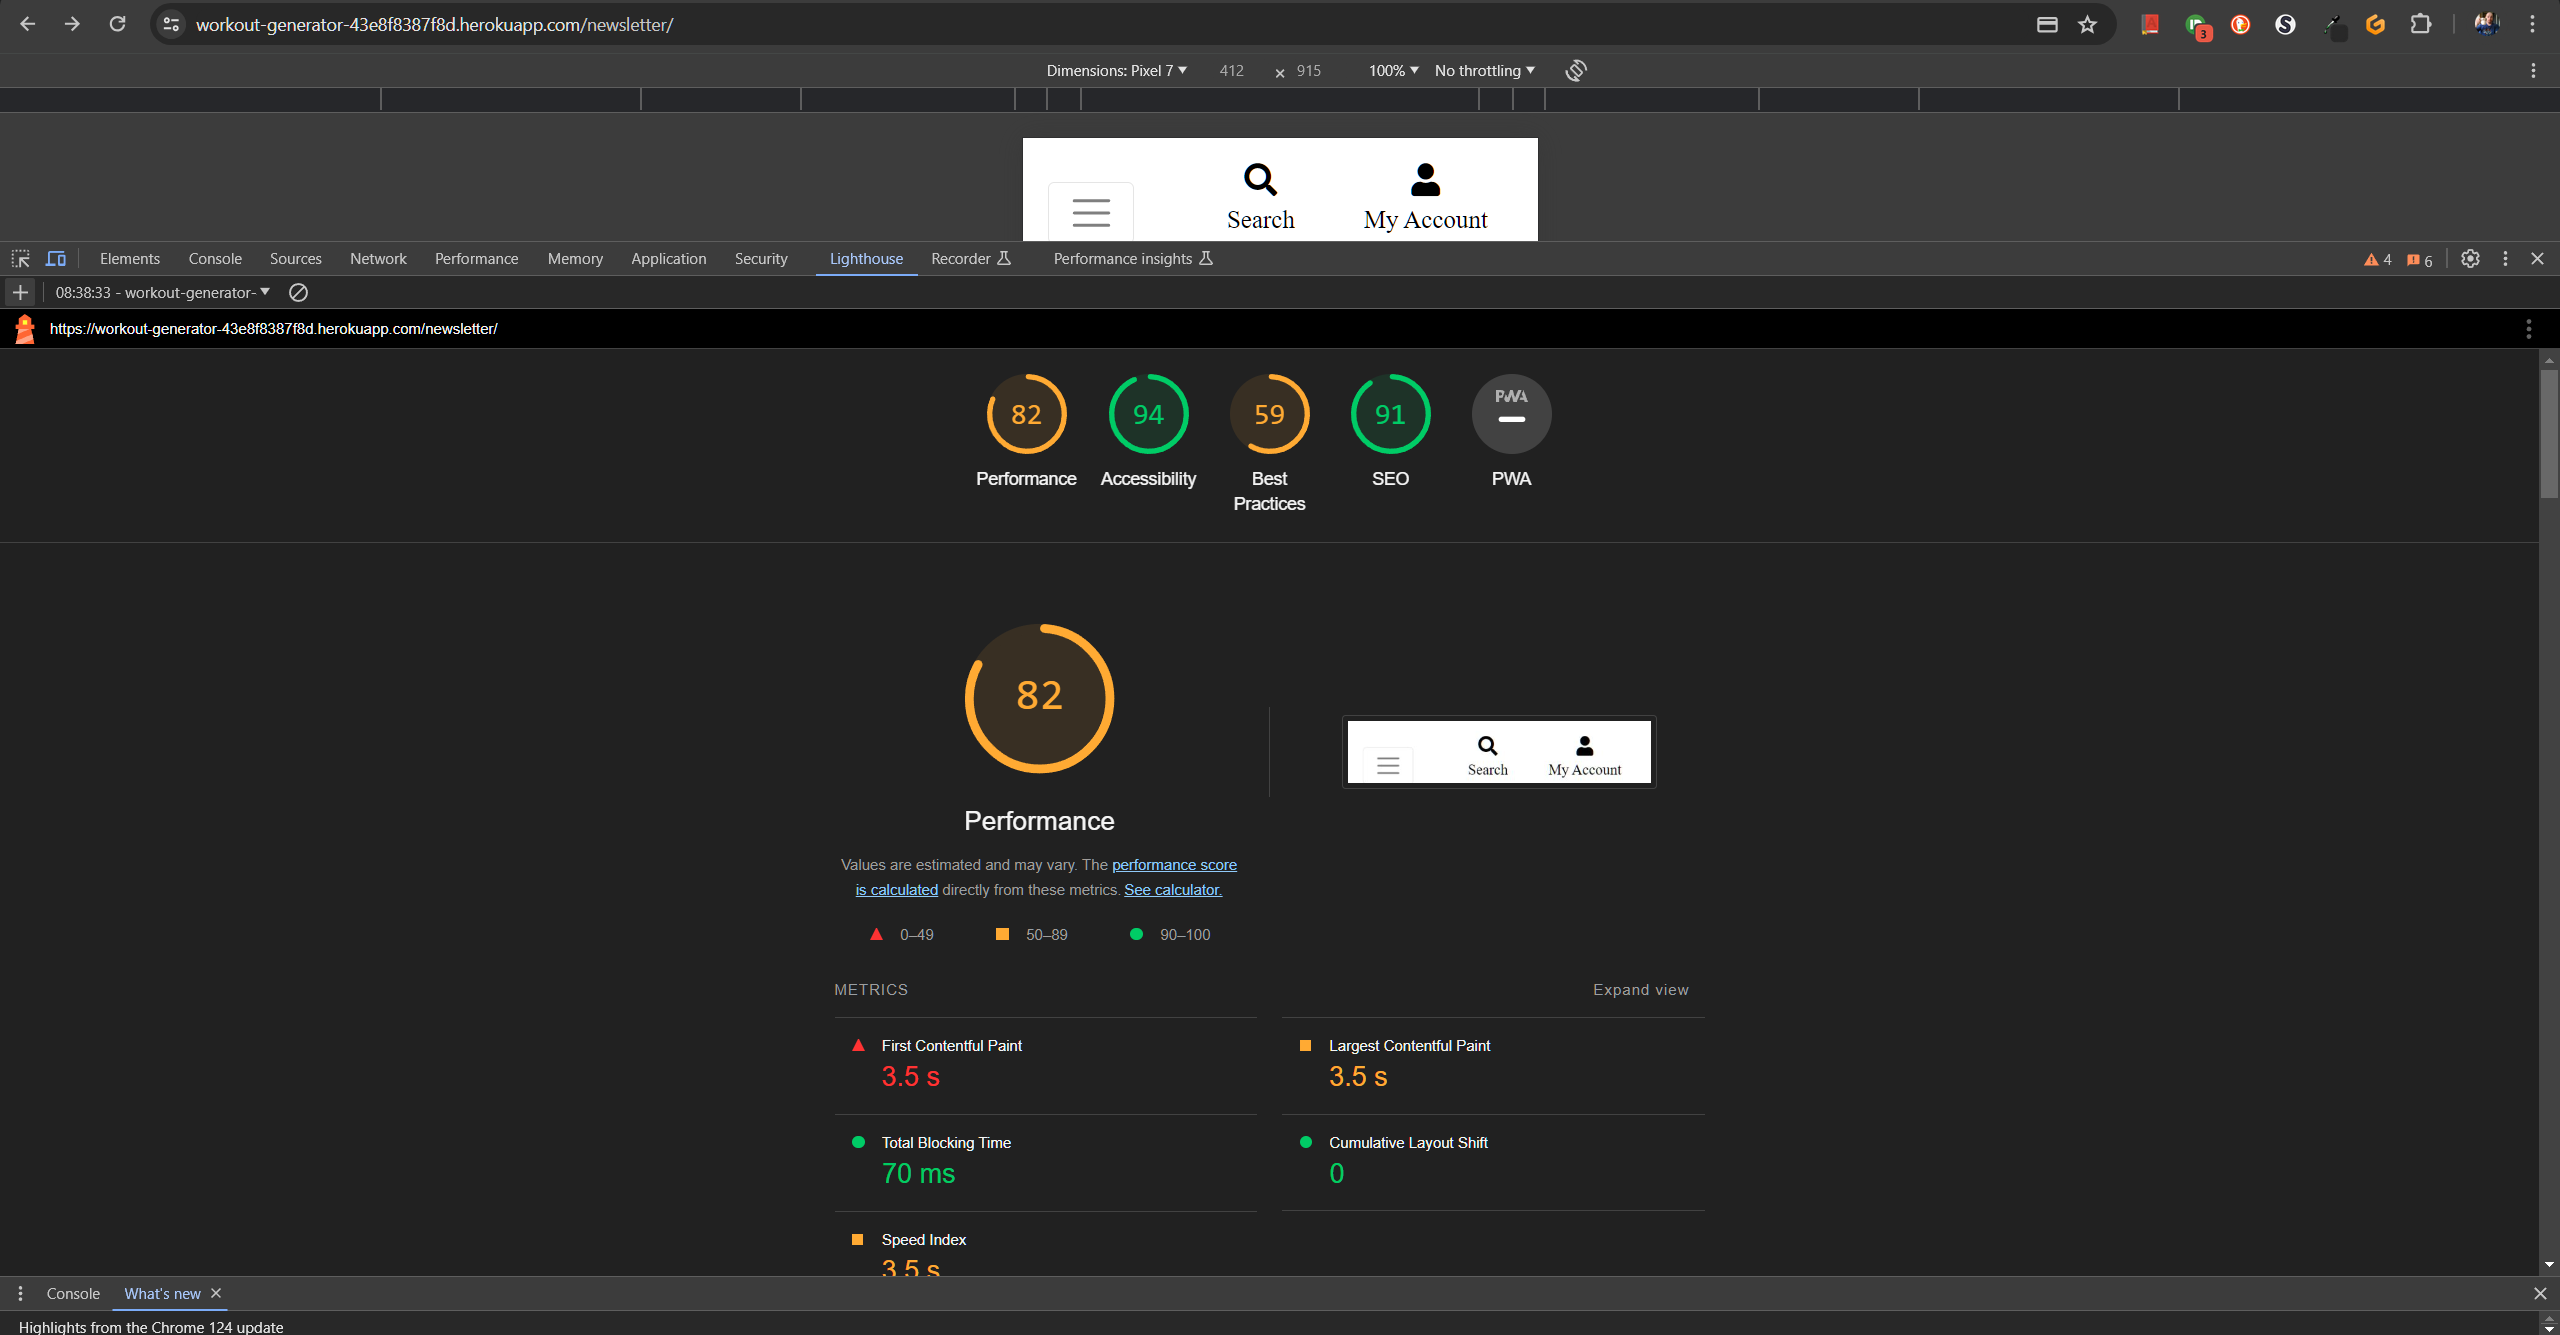 workout-generator-43e8f8387f8d.herokuapp.com/newsletter/
3
Dimensions: Pixel 7 412 × 915 100% No throttling
Search My Account
Elements Console Sources Network Performance Memory Application Security Lighthouse Recorder Performance insights 4 6
08:38:33 - workout-generator-
https://workout-generator-43e8f8387f8d.herokuapp.com/newsletter/
82 94 59 91 PWA
Performance Accessibility Best Practices SEO PWA
82
Search My Account
Performance
Values are estimated and may vary. The performance score
is calculated directly from these metrics. See calculator.
0–49 50–89 90–100
METRICS Expand view
First Contentful Paint Largest Contentful Paint
3.5 s 3.5 s
Total Blocking Time Cumulative Layout Shift
70 ms 0
Speed Index
3.5 s
Console What's new
Highlights from the Chrome 124 update